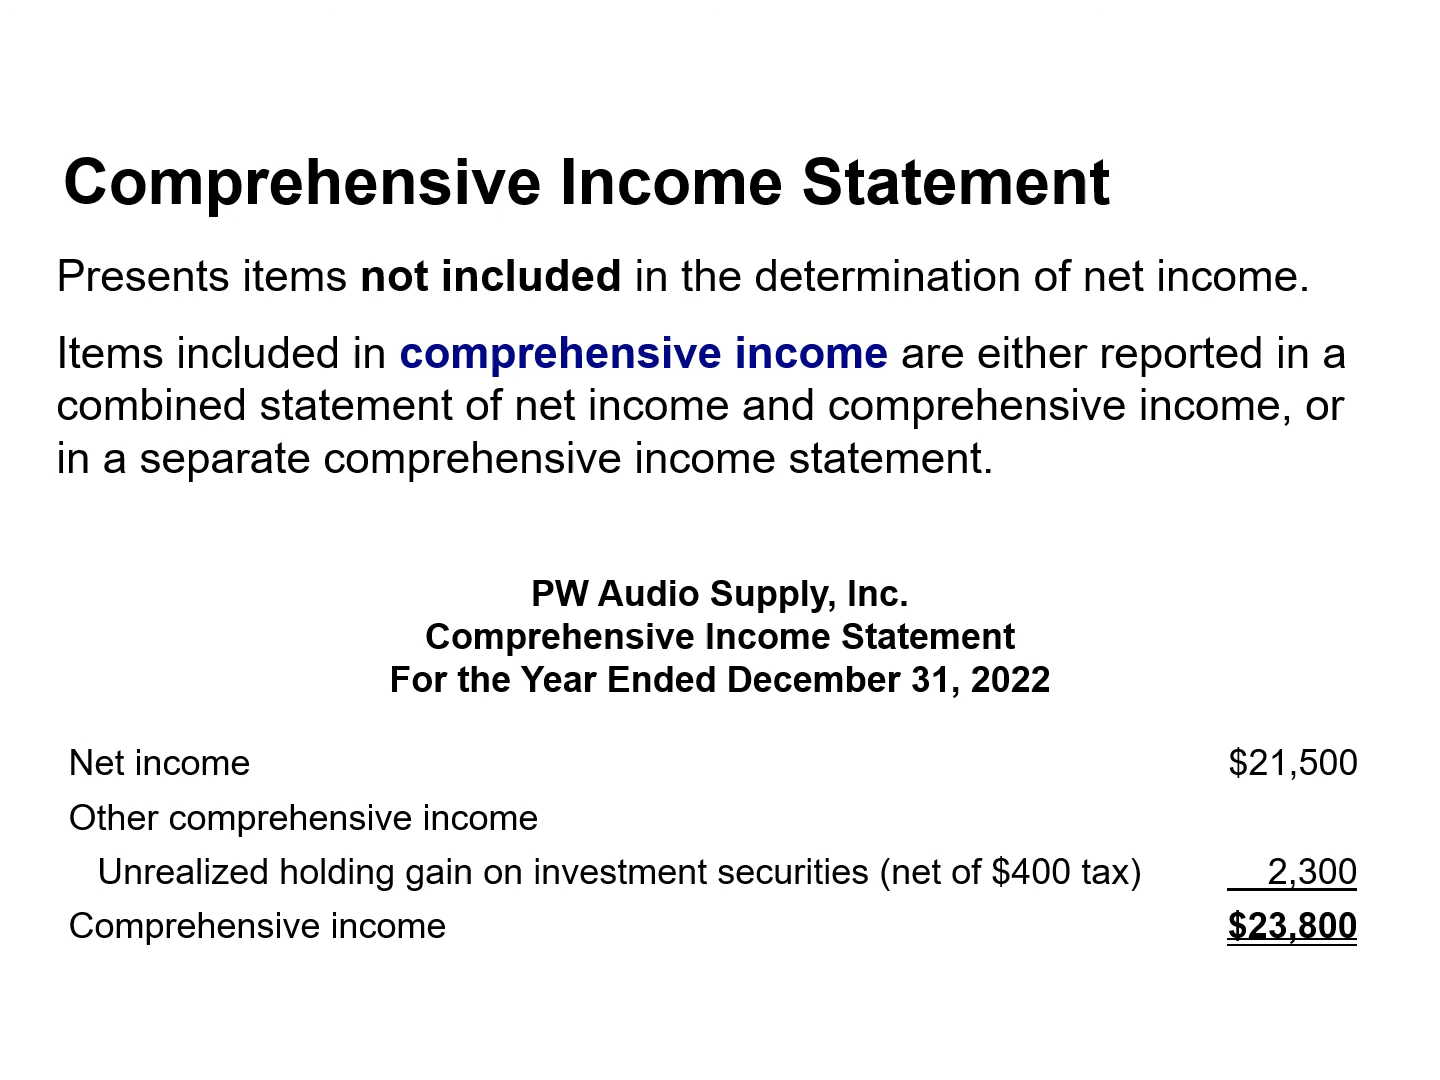 Comprehensive Income Statement
Presents items not included in the determination of net income.
Items included in comprehensive income are either reported in a
combined statement of net income and comprehensive income, or
in a separate comprehensive income statement.
PW Audio Supply, Inc.
Comprehensive Income Statement
For the Year Ended December 31, 2022
Net income $21,500
Other comprehensive income
Unrealized holding gain on investment securities (net of $400 tax) 2,300
Comprehensive income $23,800